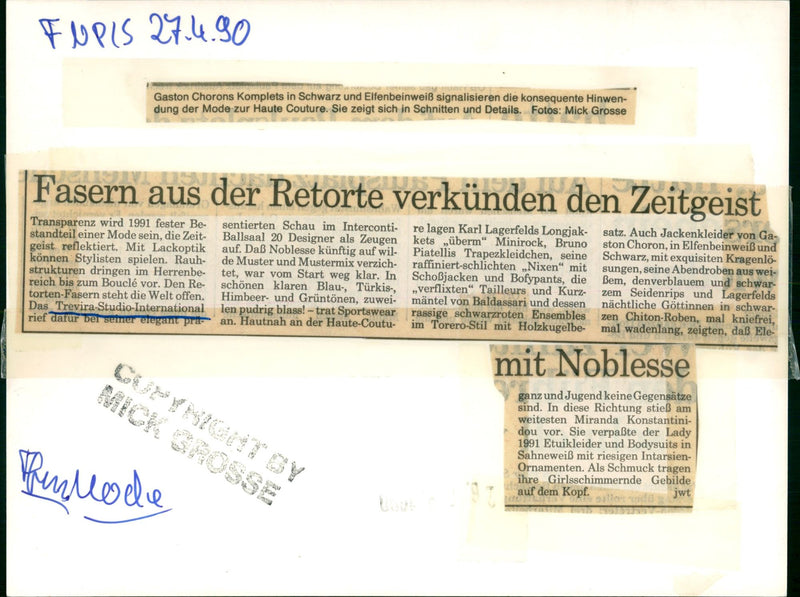 FNP/S 27.4.90
Gaston Chorons Komplets in Schwarz und Elfenbeinweiß signalisieren die konsequente Hinwen-
dung der Mode zur Haute Couture. Sie zeigt sich in Schnitten und Details. Fotos: Mick Grosse
Fasern aus der Retorte verkünden den Zeitgeist
Transparenz wird 1991 fester Be-
standteil einer Mode sein, die Zeit-
geist reflektiert. Mit Lackoptik
können Stylisten spielen. Rauh-
strukturen dringen im Herrenbe-
reich bis zum Bouclé vor. Den Re-
torten-Fasern steht die Welt offen.
Das Trevira-Studio-International
rief dafür bei seiner elegant prä-
sentierten Schau im Interconti-
Ballsaal 20 Designer als Zeugen
auf. Daß Noblesse künftig auf wil-
de Muster und Mustermix verzich-
tet, war vom Start weg klar. In
schönen klaren Blau-, Türkis-,
Himbeer- und Grüntönen, zuwei-
len pudrig blass! – trat Sportswear
an. Hautnah an der Haute-Coutu-
re lagen Karl Lagerfelds Longjak-
kets „überm“ Minirock, Bruno
Piatellis Trapezkleidchen, seine
raffiniert-schlichten „Nixen“ mit
Schoßjacken und Bofypants, die
„verflixten“ Tailleurs und Kurz-
mäntel von Baldassari und dessen
rassige schwarzroten Ensembles
im Torero-Stil mit Holzkugelbe-
satz. Auch Jackenkleider von Ga-
ston Choron, in Elfenbeinweiß und
Schwarz, mit exquisiten Kragenlö-
sungen, seine Abendroben aus wei-
ßem, denverblauem und schwar-
zem Seidenrips und Lagerfelds
nächtliche Göttinnen in schwar-
zen Chiton-Roben, mal kniefrei,
mal wadenlang, zeigten, daß Ele-
mit Noblesse
ganz und Jugend keine Gegensätze
sind. In diese Richtung stieß am
weitesten Miranda Konstantini-
dou vor. Sie verpaßte der Lady
1991 Etuikleider und Bodysuits in
Sahneweiß mit riesigen Intarsien-
Ornamenten. Als Schmuck tragen
ihre Girlsschimmernde Gebilde
auf dem Kopf. jwt
COPYRIGHT BY
MICK GROSSE